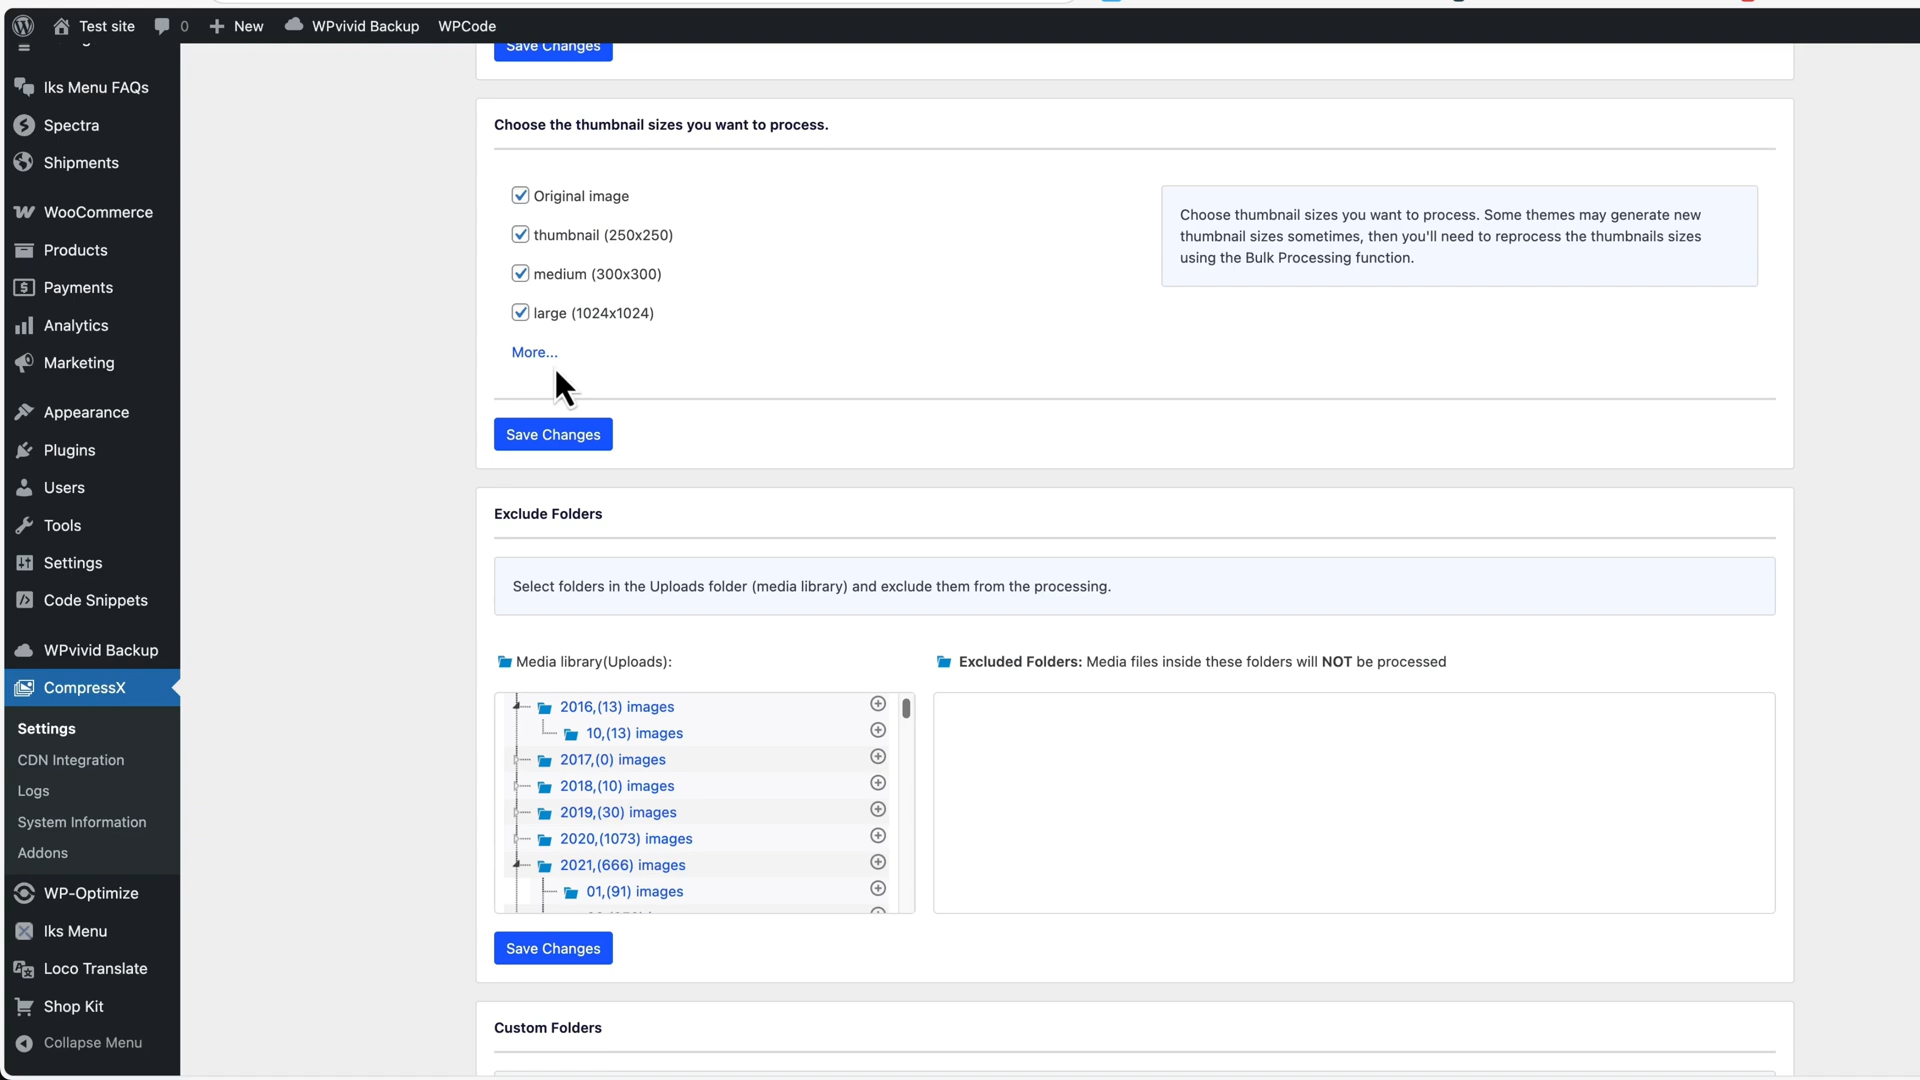 Test site
0
New
WPvivid Backup
WPCode
Save Changes
Iks Menu FAQs
Spectra
Shipments
WooCommerce
Products
Payments
Analytics
Marketing
Appearance
Plugins
Users
Tools
Settings
Code Snippets
WPvivid Backup
CompressX
Settings
CDN Integration
Logs
System Information
Addons
WP-Optimize
Iks Menu
Loco Translate
Shop Kit
Collapse Menu
Choose the thumbnail sizes you want to process.
Original image
thumbnail (250x250)
medium (300x300)
large (1024x1024)
More...
Choose thumbnail sizes you want to process. Some themes may generate new
thumbnail sizes sometimes, then you'll need to reprocess the thumbnails sizes
using the Bulk Processing function.
Save Changes
Exclude Folders
Select folders in the Uploads folder (media library) and exclude them from the processing.
Media library(Uploads):
2016,(13) images
10,(13) images
2017,(0) images
2018,(10) images
2019,(30) images
2020,(1073) images
2021,(666) images
01,(91) images
Excluded Folders: Media files inside these folders will NOT be processed
Save Changes
Custom Folders